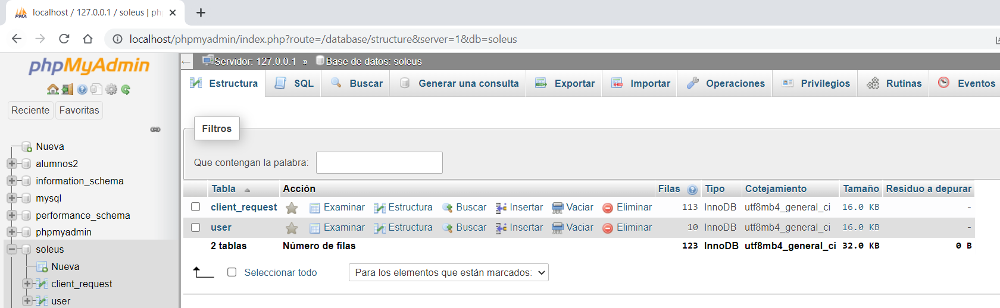 localhost / 127.0.0.1 / soleus | ph
localhost/phpmyadmin/index.php?route=/database/structure&server=1&db=soleus
phpMyAdmin
Reciente Favoritas
Nueva
alumnos2
information_schema
mysql
performance_schema
phpmyadmin
soleus
Nueva
client_request
user
Servidor: 127.0.0.1 » Base de datos: soleus
Estructura SQL Buscar Generar una consulta Exportar Importar Operaciones Privilegios Rutinas Eventos
Filtros
Que contengan la palabra:
Tabla Acción Filas Tipo Cotejamiento Tamaño Residuo a depurar
client_request Examinar Estructura Buscar Insertar Vaciar Eliminar 113 InnoDB utf8mb4_general_ci 16.0 KB -
user Examinar Estructura Buscar Insertar Vaciar Eliminar 10 InnoDB utf8mb4_general_ci 16.0 KB -
2 tablas Número de filas 123 InnoDB utf8mb4_general_ci 32.0 KB 0 B
Seleccionar todo Para los elementos que están marcados: